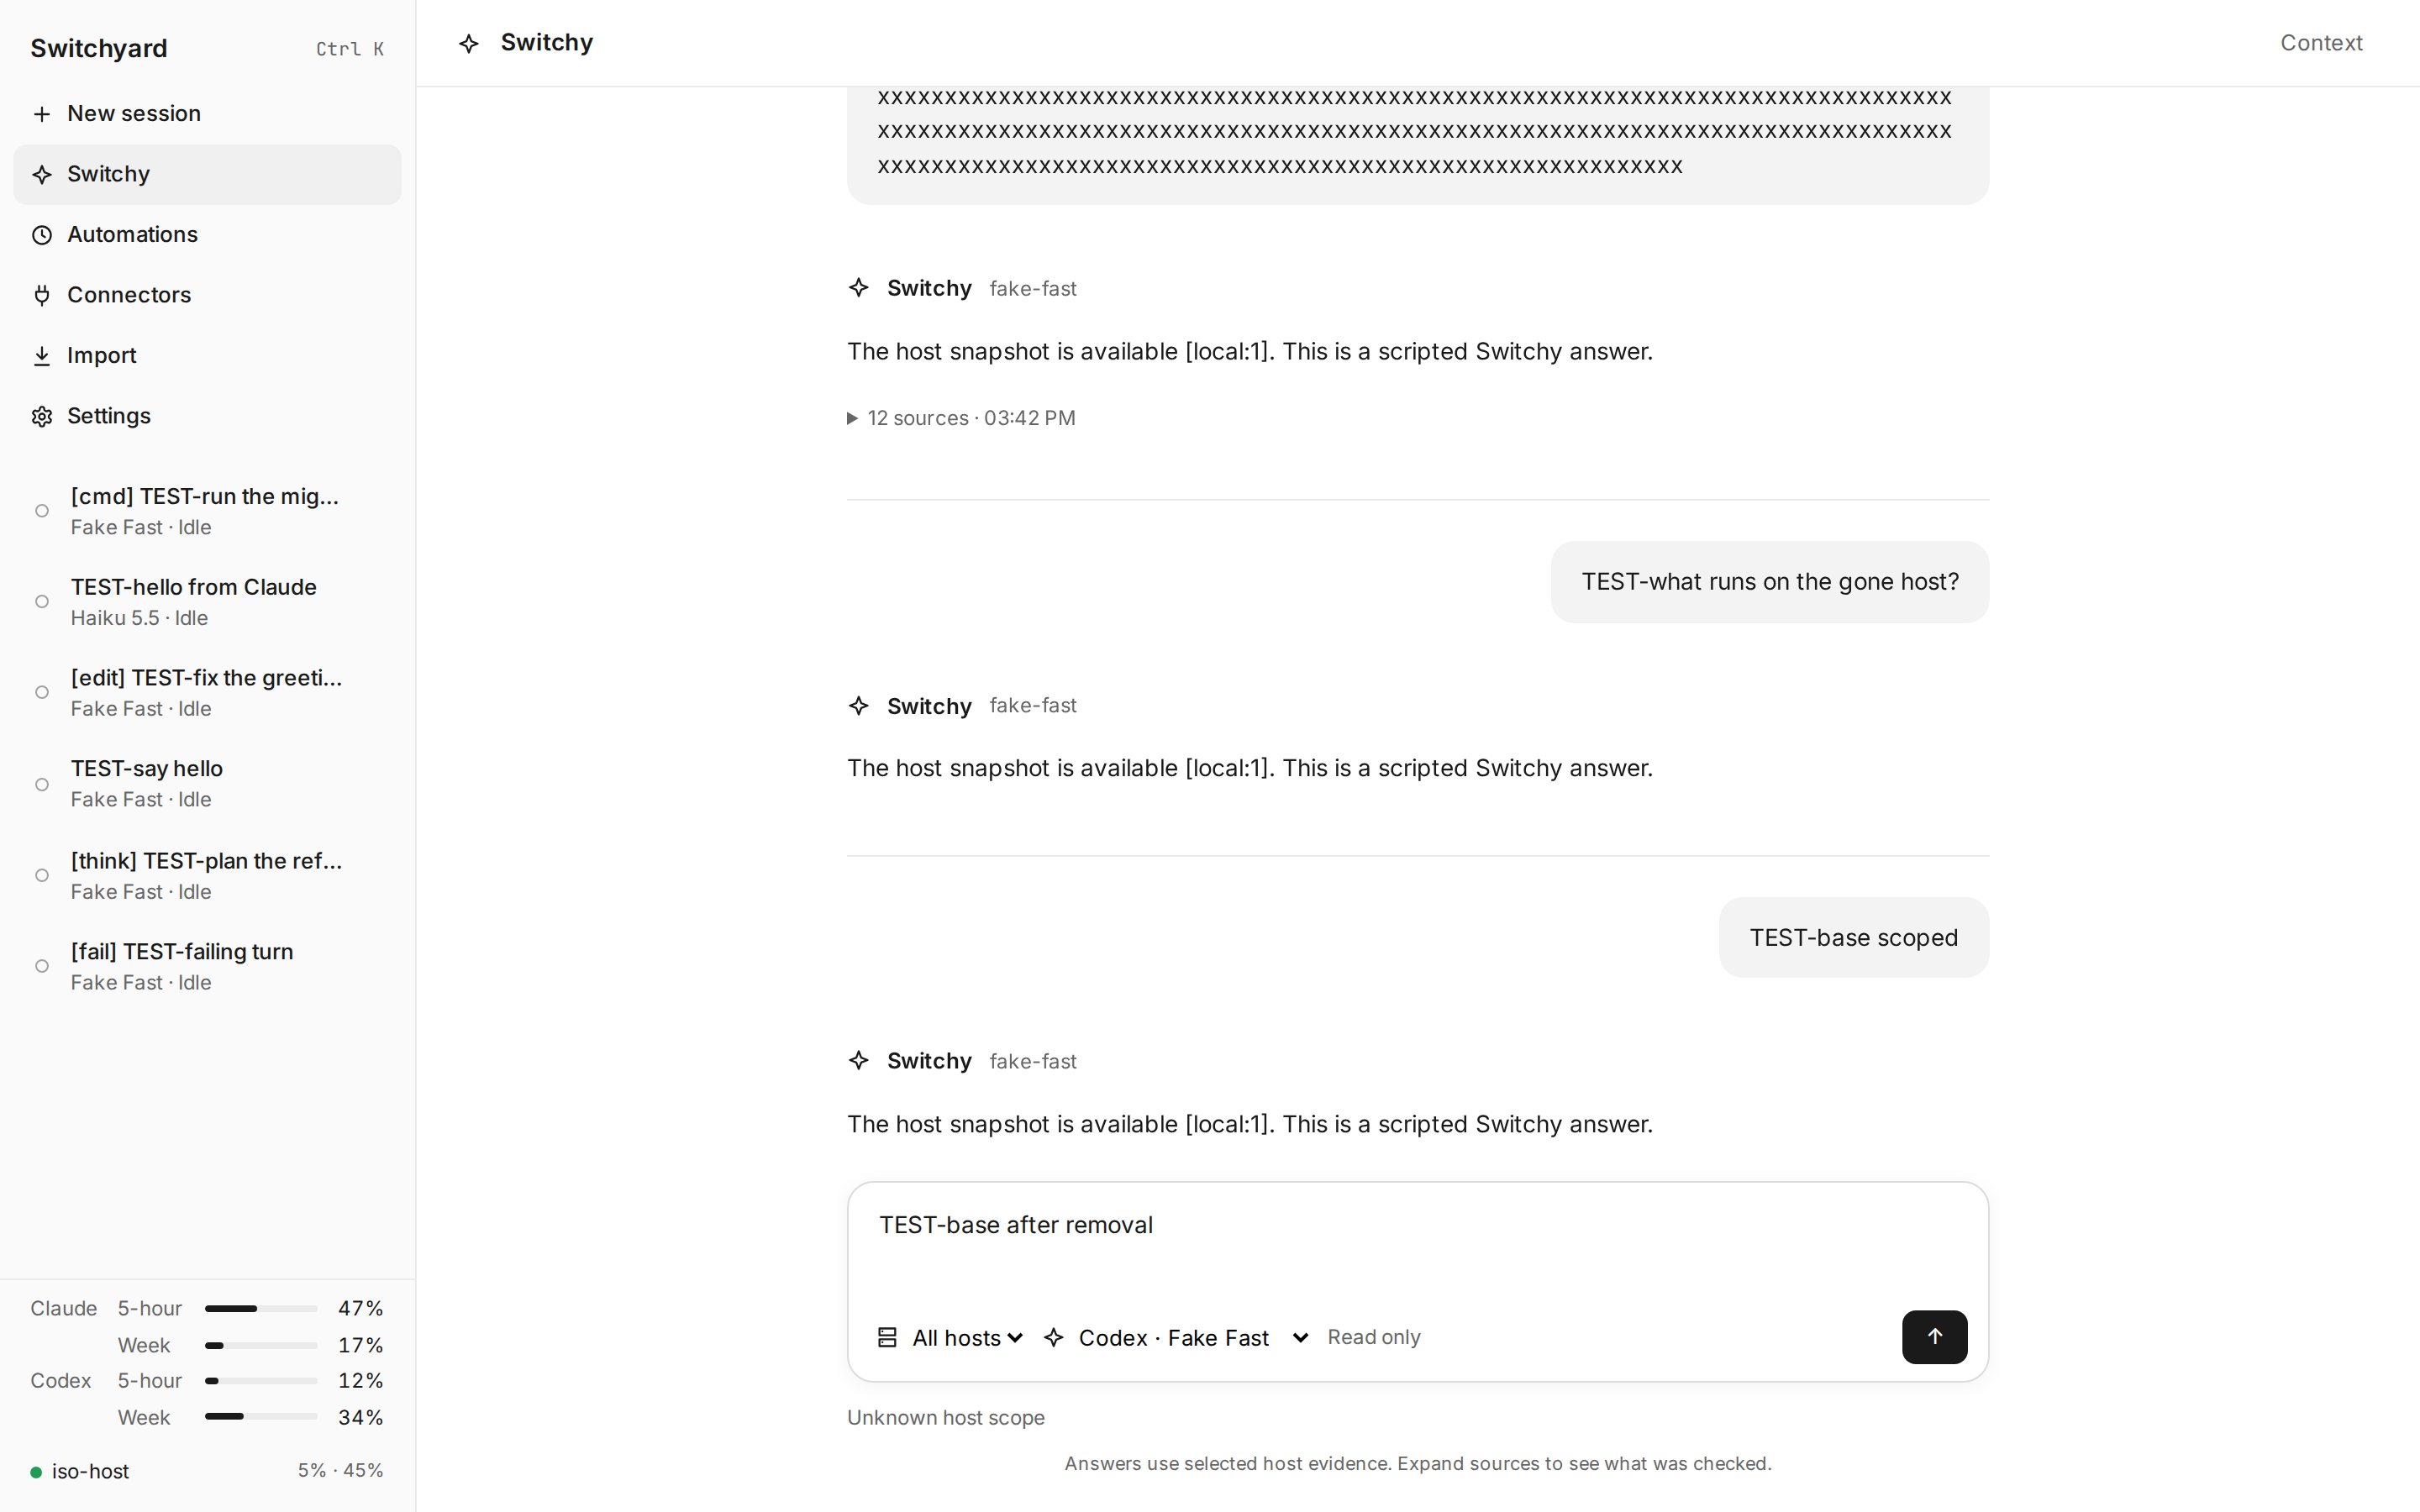 Switchyard
Ctrl K
New session
Switchy
Automations
Connectors
Import
Settings
[cmd] TEST-run the mig...
Fake Fast · Idle
TEST-hello from Claude
Haiku 5.5 · Idle
[edit] TEST-fix the greeti...
Fake Fast · Idle
TEST-say hello
Fake Fast · Idle
[think] TEST-plan the ref...
Fake Fast · Idle
[fail] TEST-failing turn
Fake Fast · Idle
Claude 5-hour 47%
Week 17%
Codex 5-hour 12%
Week 34%
iso-host 5% · 45%
Switchy
Context
xxxxxxxxxxxxxxxxxxxxxxxxxxxxxxxxxxxxxxxxxxxxxxxxxxxxxxxxxxxxxxxxxxxxxxxxxxxxxxxx
xxxxxxxxxxxxxxxxxxxxxxxxxxxxxxxxxxxxxxxxxxxxxxxxxxxxxxxxxxxxxxxxxxxxxxxxxxxxxxxx
xxxxxxxxxxxxxxxxxxxxxxxxxxxxxxxxxxxxxxxxxxxxxxxxxxxxxxxxxxxx
Switchy fake-fast
The host snapshot is available [local:1]. This is a scripted Switchy answer.
12 sources · 03:42 PM
TEST-what runs on the gone host?
Switchy fake-fast
The host snapshot is available [local:1]. This is a scripted Switchy answer.
TEST-base scoped
Switchy fake-fast
The host snapshot is available [local:1]. This is a scripted Switchy answer.
TEST-base after removal
All hosts Codex · Fake Fast Read only
Unknown host scope
Answers use selected host evidence. Expand sources to see what was checked.